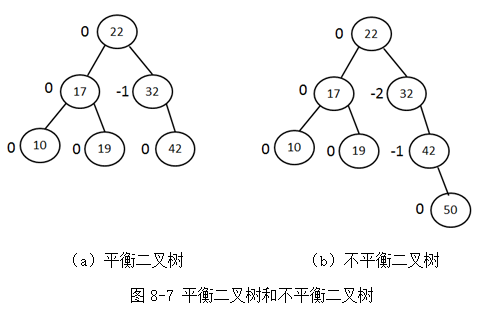 0 22 0 22
0 17 -1 32 0 17 -2 32
0 10 0 19 0 42 0 10 0 19 -1 42
0 50
（a）平衡二叉树 （b）不平衡二叉树
图 8-7 平衡二叉树和不平衡二叉树